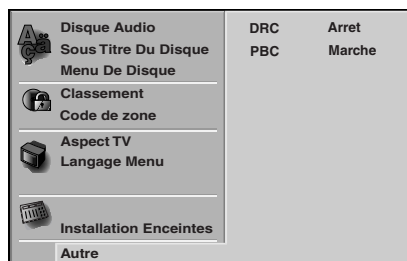 Disque Audio
Sous Titre Du Disque
Menu De Disque
Classement
Code de zone
Aspect TV
Langage Menu
Installation Enceintes
Autre
DRC Arret
PBC Marche